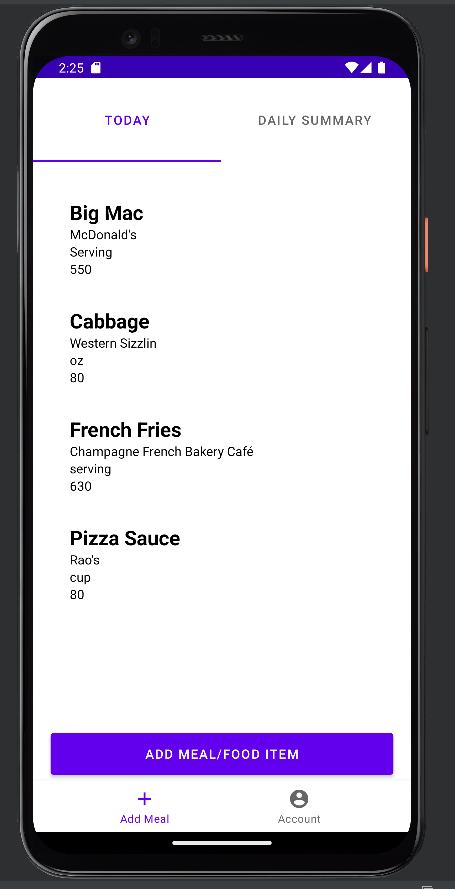 2:25
TODAY
DAILY SUMMARY
Big Mac
McDonald's
Serving
550
Cabbage
Western Sizzlin
oz
80
French Fries
Champagne French Bakery Café
serving
630
Pizza Sauce
Rao's
cup
80
ADD MEAL/FOOD ITEM
Add Meal
Account